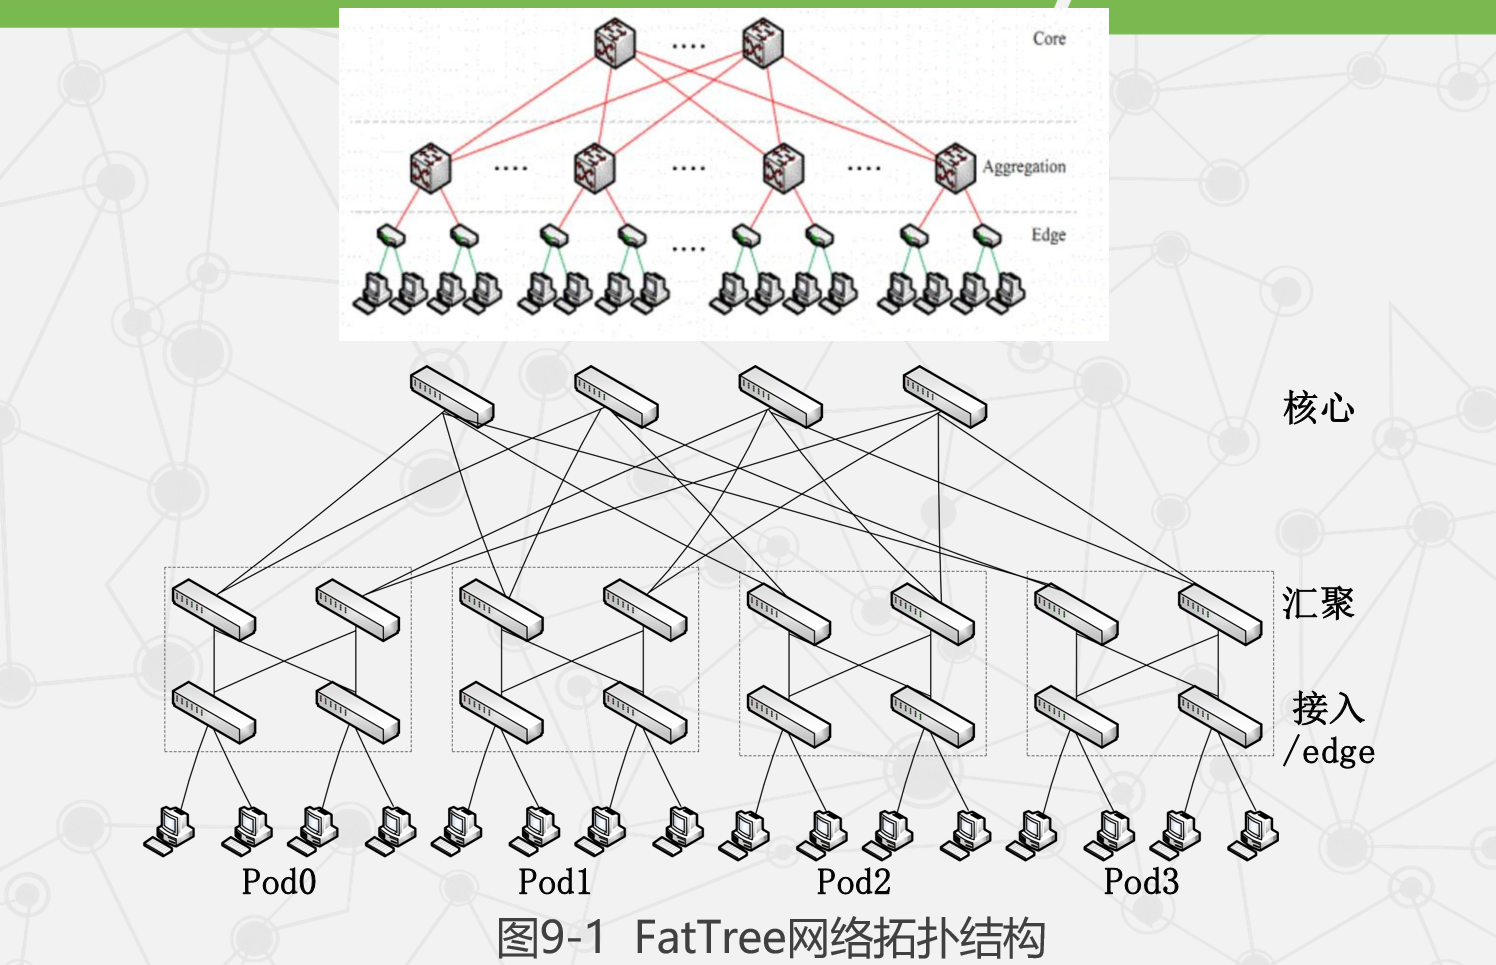 Core
Aggregation
Edge
核心
汇聚
接入
/edge
Pod0
Pod1
Pod2
Pod3
图9-1 FatTree网络拓扑结构